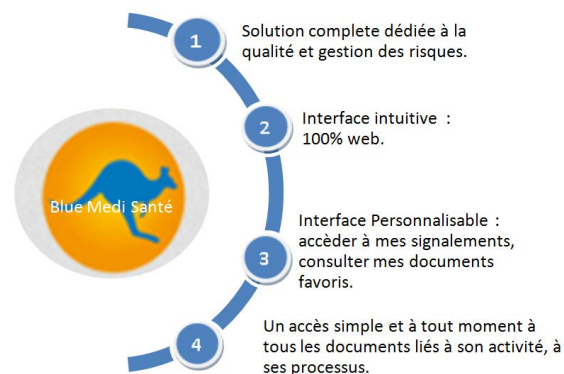 1
Solution complete dédiée à la
qualité et gestion des risques.
2
Interface intuitive :
100% web.
Blue Medi Santé
3
Interface Personnalisable :
accèder à mes signalements,
consulter mes documents
favoris.
4
Un accès simple et à tout moment à
tous les documents liés à son activité, à
ses processus.